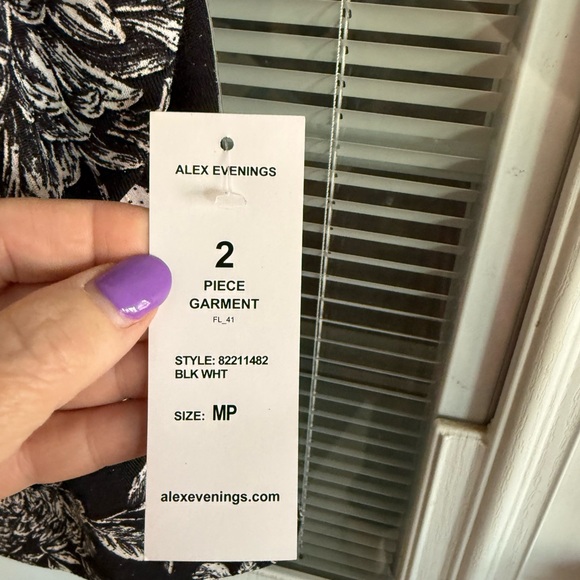 ALEX EVENINGS
2
PIECE
GARMENT
FL_41
STYLE: 82211482
BLK WHT
SIZE: MP
alexevenings.com